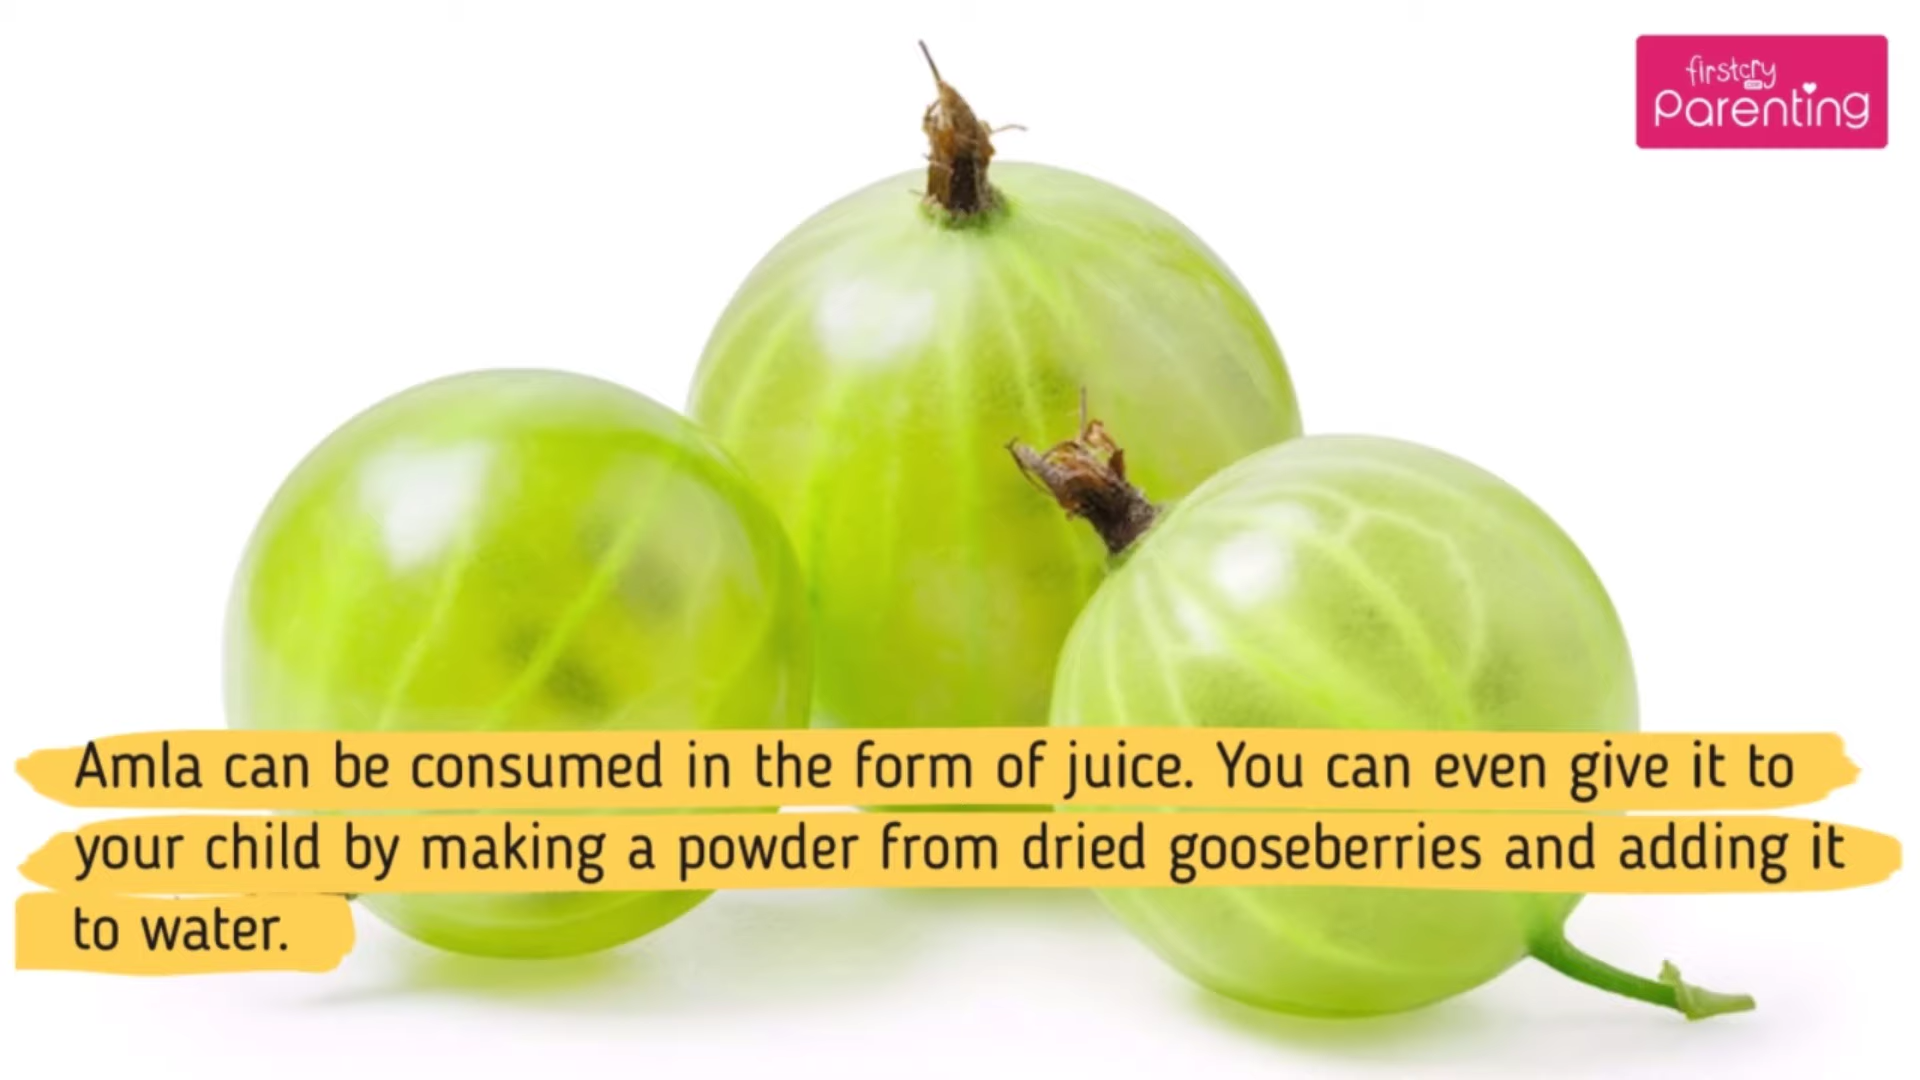 firstcry
.com
Parenting
Amla can be consumed in the form of juice. You can even give it to
your child by making a powder from dried gooseberries and adding it
to water.